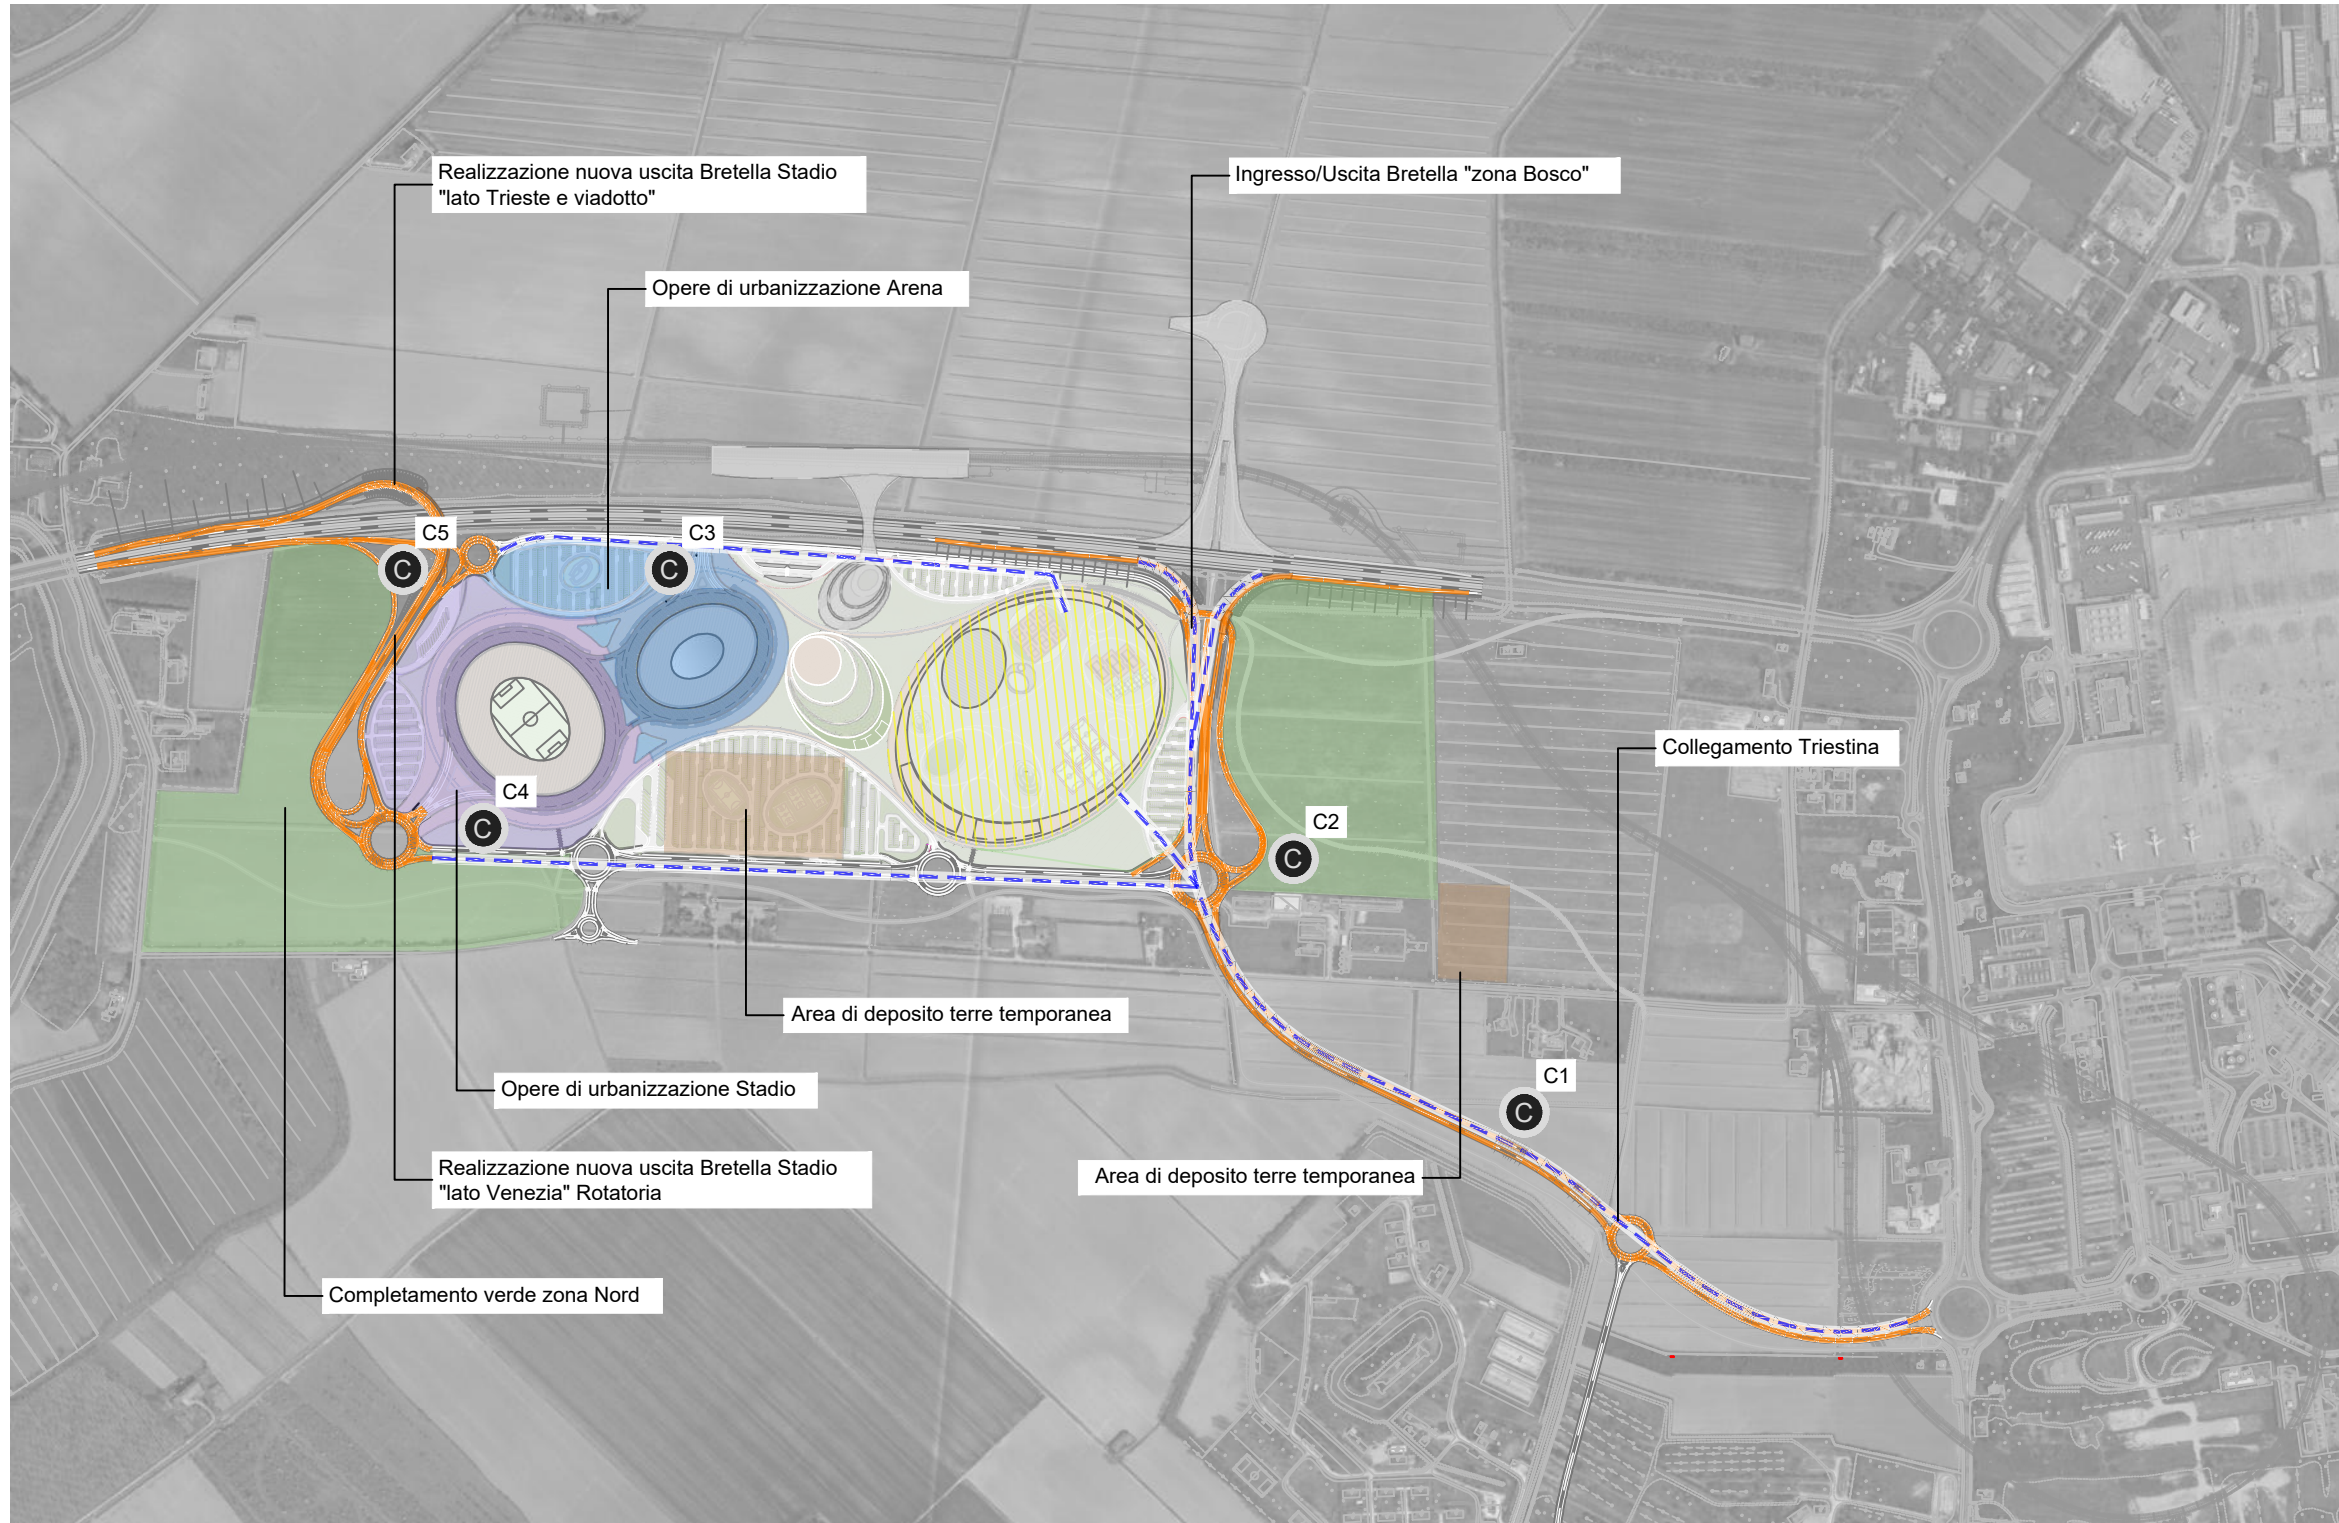 Realizzazione nuova uscita Bretella Stadio
"lato Trieste e viadotto"
Ingresso/Uscita Bretella "zona Bosco"
Opere di urbanizzazione Arena
C5
C
C3
C
C4
C
C2
C
Collegamento Triestina
Area di deposito terre temporanea
C1
C
Opere di urbanizzazione Stadio
Realizzazione nuova uscita Bretella Stadio
"lato Venezia" Rotatoria
Area di deposito terre temporanea
Completamento verde zona Nord